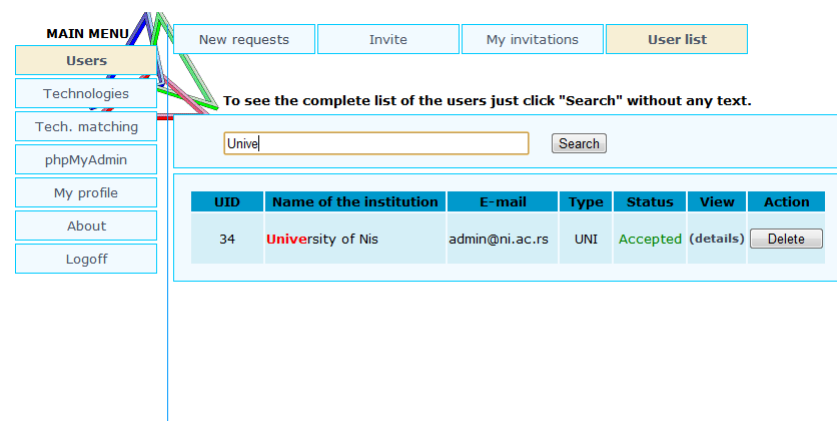 MAIN MENU
Users
Technologies
Tech. matching
phpMyAdmin
My profile
About
Logoff
New requests Invite My invitations User list
To see the complete list of the users just click "Search" without any text.
Unive Search
UID Name of the institution E-mail Type Status View Action
34 University of Nis admin@ni.ac.rs UNI Accepted (details) Delete